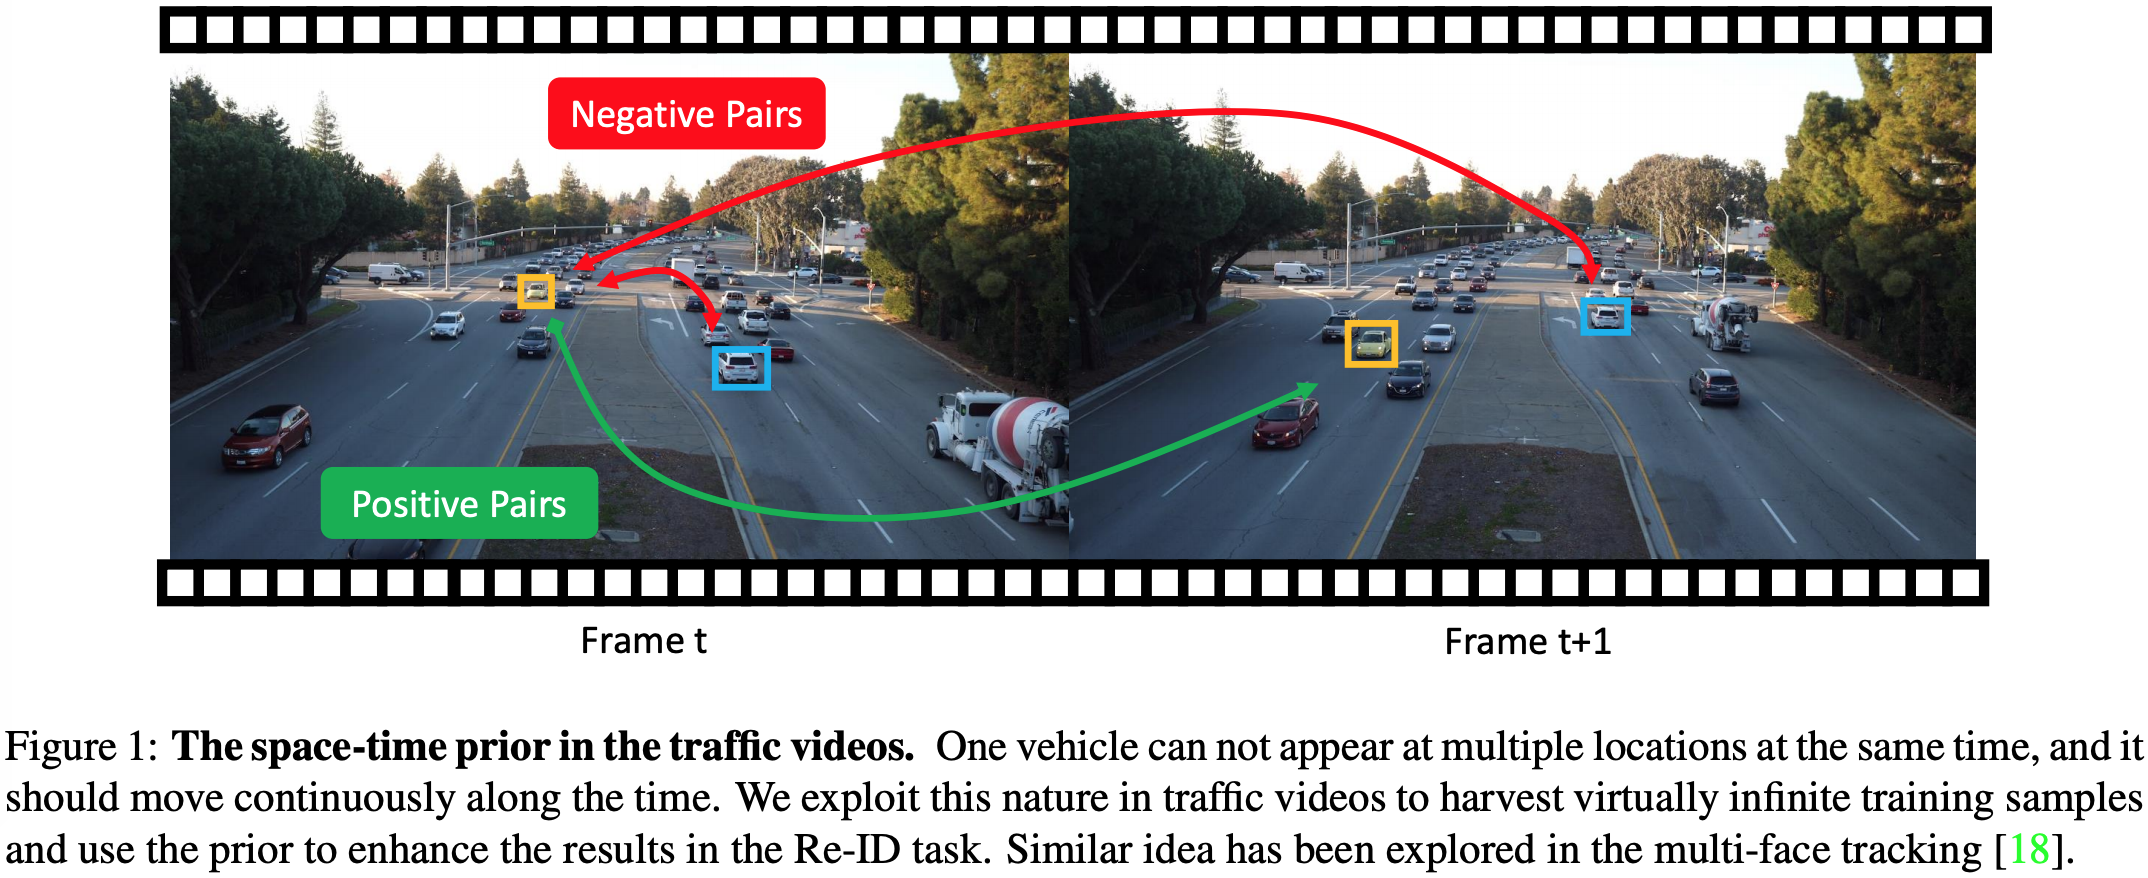 Negative Pairs
Positive Pairs
Frame t
Frame t+1
Figure 1: The space-time prior in the traffic videos. One vehicle can not appear at multiple locations at the same time, and it
should move continuously along the time. We exploit this nature in traffic videos to harvest virtually infinite training samples
and use the prior to enhance the results in the Re-ID task. Similar idea has been explored in the multi-face tracking [18].